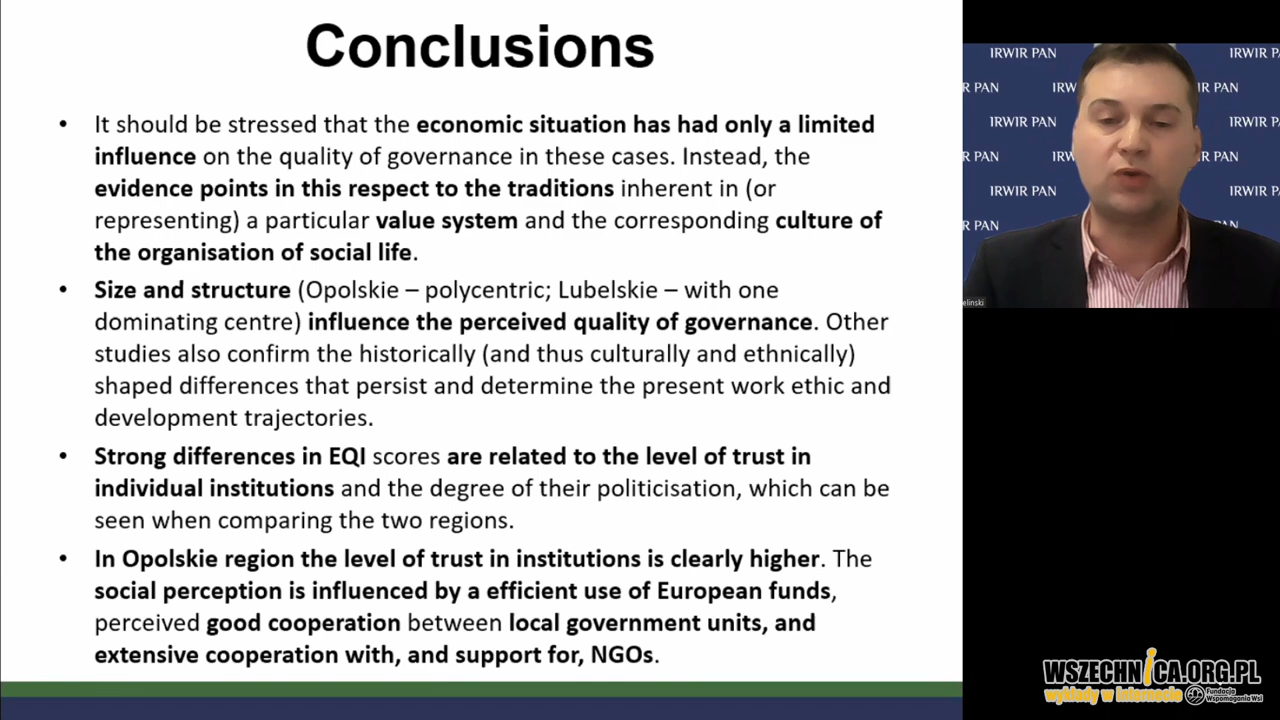 Conclusions
• It should be stressed that the economic situation has had only a limited
influence on the quality of governance in these cases. Instead, the
evidence points in this respect to the traditions inherent in (or
representing) a particular value system and the corresponding culture of
the organisation of social life.
• Size and structure (Opolskie – polycentric; Lubelskie – with one
dominating centre) influence the perceived quality of governance. Other
studies also confirm the historically (and thus culturally and ethnically)
shaped differences that persist and determine the present work ethic and
development trajectories.
• Strong differences in EQI scores are related to the level of trust in
individual institutions and the degree of their politicisation, which can be
seen when comparing the two regions.
• In Opolskie region the level of trust in institutions is clearly higher. The
social perception is influenced by a efficient use of European funds,
perceived good cooperation between local government units, and
extensive cooperation with, and support for, NGOs.
IRWIR PAN IRWIR PAN
R PAN IRWIR PAN R PAN
IRWIR PAN IRWIR PAN
R PAN IRW R PAN
IRWIR PAN IRWIR PAN
R PAN R PAN
elinski
WSZECHNICA.ORG.PL
wykłady w internecie
Fundacja
Wspomagania Wsi